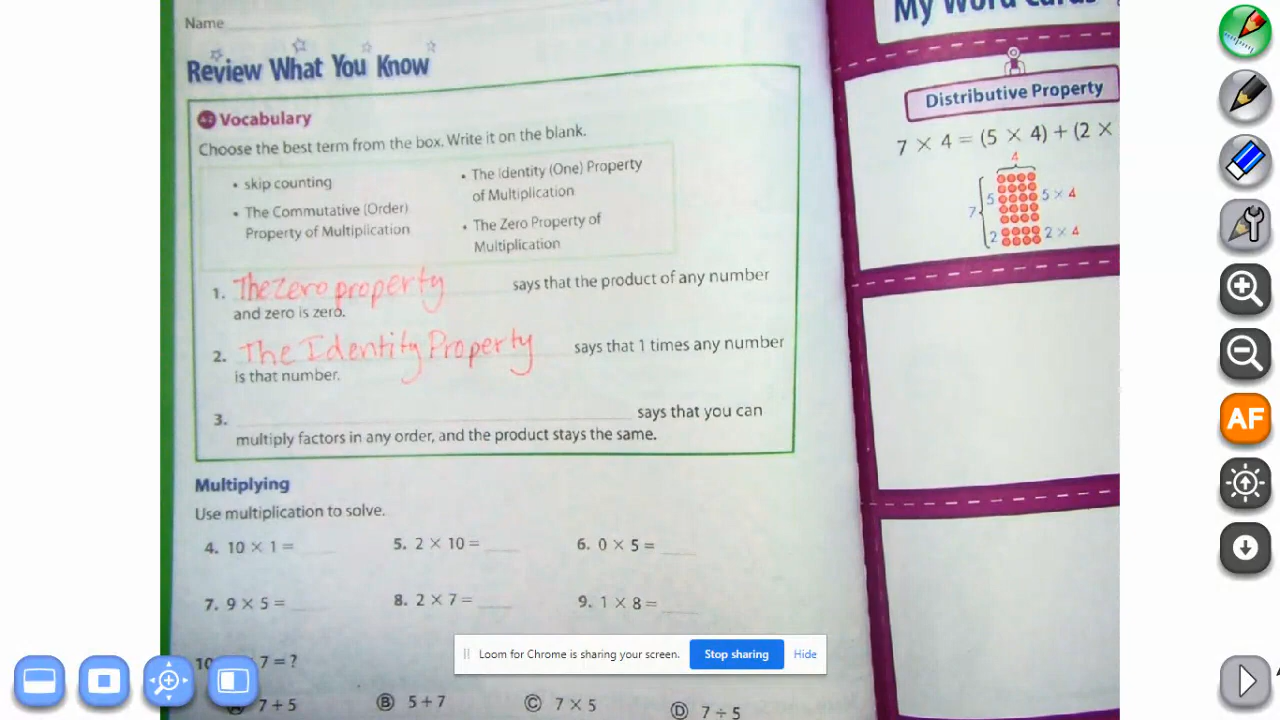 Name
My Word Cards
Review What You Know
Vocabulary
Choose the best term from the box. Write it on the blank.
• skip counting
• The Commutative (Order)
Property of Multiplication
• The Identity (One) Property
of Multiplication
• The Zero Property of
Multiplication
1. The zero property says that the product of any number
and zero is zero.
2. The Identity Property says that 1 times any number
is that number.
3. says that you can
multiply factors in any order, and the product stays the same.
Multiplying
Use multiplication to solve.
4. 10 × 1 =
5. 2 × 10 =
6. 0 × 5 =
7. 9 × 5 =
8. 2 × 7 =
9. 1 × 8 =
10. 7 = ?
A 7 + 5
B 5 + 7
C 7 × 5
D 7 ÷ 5
Distributive Property
7 × 4 = (5 × 4) + (2 ×
4
7
5
5 × 4
2
2 × 4
Loom for Chrome is sharing your screen.
Stop sharing
Hide
AF